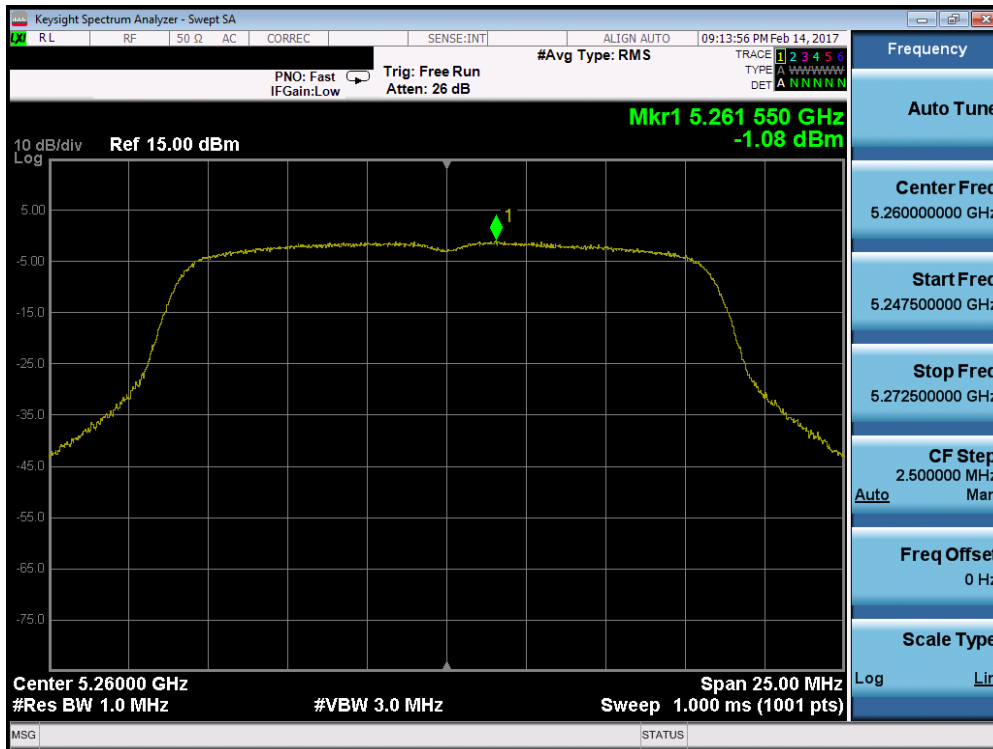 Keysight Spectrum Analyzer - Swept SA
LXI RL RF 50 Ω AC CORREC SENSE:INT ALIGN AUTO 09:13:56 PM Feb 14, 2017
#Avg Type: RMS
TRACE 1 2 3 4 5 6
TYPE A WWWWW
DET A N N N N N
PNO: Fast
IFGain:Low
Trig: Free Run
Atten: 26 dB
Mkr1 5.261 550 GHz
-1.08 dBm
10 dB/div Ref 15.00 dBm
Log
1
5.00
-5.00
-15.0
-25.0
-35.0
-45.0
-55.0
-65.0
-75.0
Center 5.26000 GHz Span 25.00 MHz
#Res BW 1.0 MHz #VBW 3.0 MHz Sweep 1.000 ms (1001 pts)
MSG STATUS
Frequency
Auto Tune
Center Freq
5.260000000 GHz
Start Freq
5.247500000 GHz
Stop Freq
5.272500000 GHz
CF Step
2.500000 MHz
Auto Man
Freq Offset
0 Hz
Scale Type
Log Lin